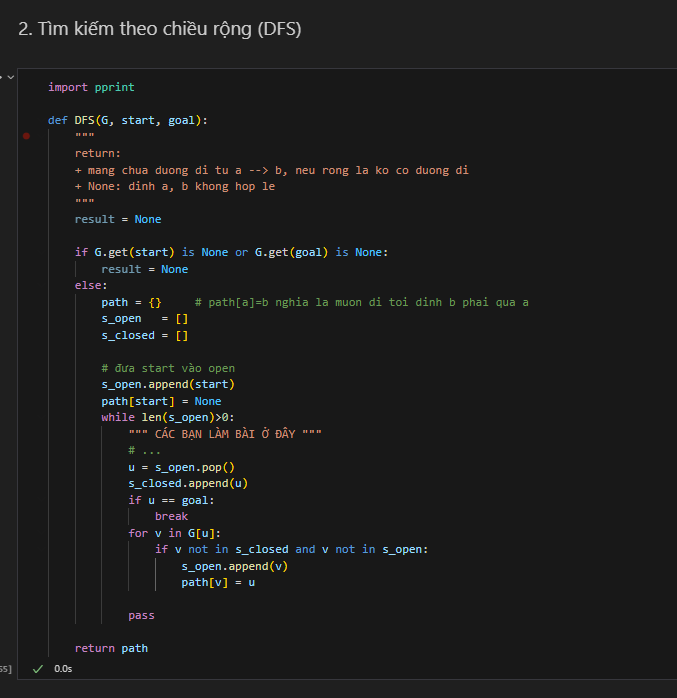 2. Tìm kiếm theo chiều rộng (DFS)
import pprint
def DFS(G, start, goal):
"""
return:
+ mang chua duong di tu a --> b, neu rong la ko co duong di
+ None: dinh a, b khong hop le
"""
result = None
if G.get(start) is None or G.get(goal) is None:
result = None
else:
path = {} # path[a]=b nghia la muon di toi dinh b phai qua a
s_open = []
s_closed = []
# đưa start vào open
s_open.append(start)
path[start] = None
while len(s_open)>0:
""" CÁC BẠN LÀM BÀI Ở ĐÂY """
# ...
u = s_open.pop()
s_closed.append(u)
if u == goal:
break
for v in G[u]:
if v not in s_closed and v not in s_open:
s_open.append(v)
path[v] = u
pass
return path
✓ 0.0s